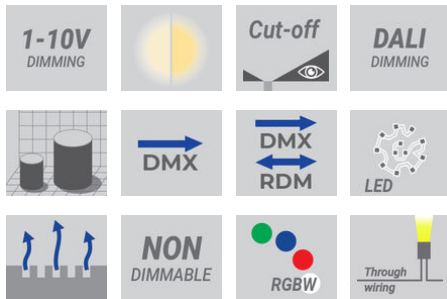 1-10V
DIMMING
Cut-off
DALI
DIMMING
DMX
DMX
RDM
LED
NON
DIMMABLE
RGBW
Through
wiring